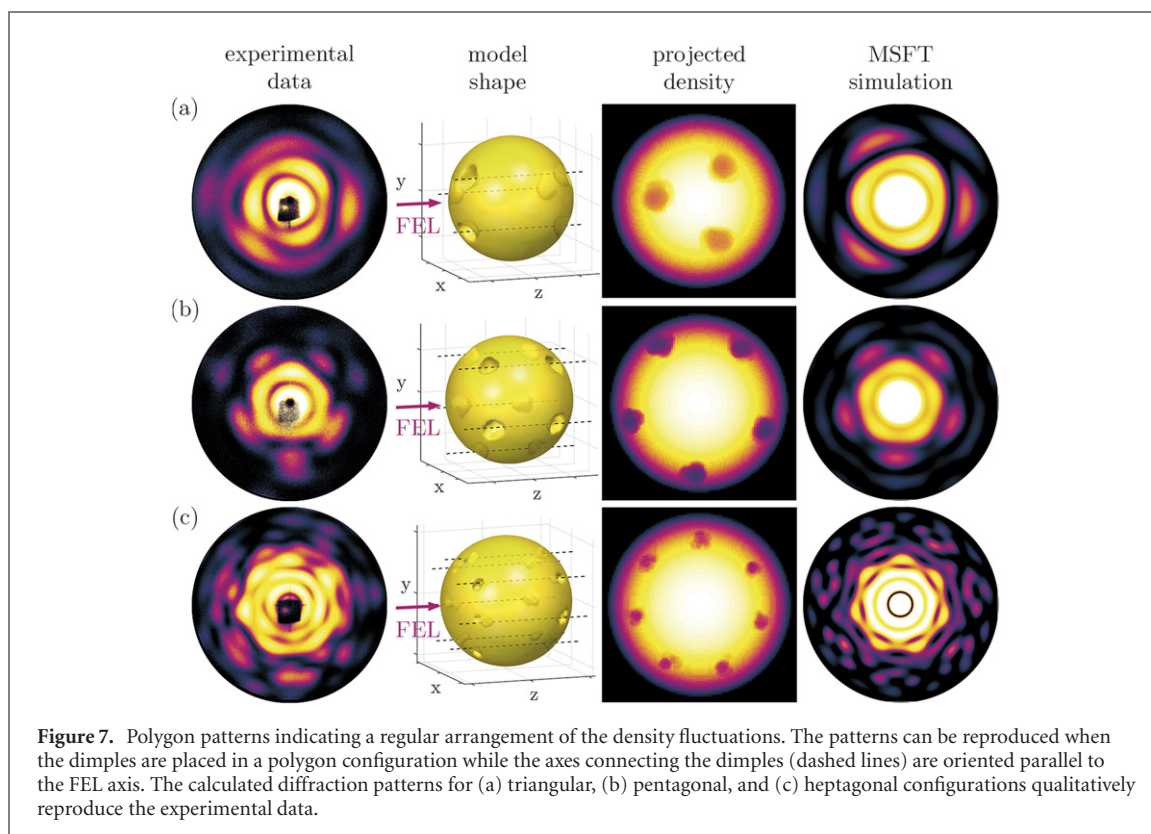 experimental data
model shape
projected density
MSFT simulation
(a)
y
FEL
x
z
(b)
y
FEL
x
z
(c)
y
FEL
x
z
Figure 7. Polygon patterns indicating a regular arrangement of the density fluctuations. The patterns can be reproduced when
the dimples are placed in a polygon configuration while the axes connecting the dimples (dashed lines) are oriented parallel to
the FEL axis. The calculated diffraction patterns for (a) triangular, (b) pentagonal, and (c) heptagonal configurations qualitatively
reproduce the experimental data.